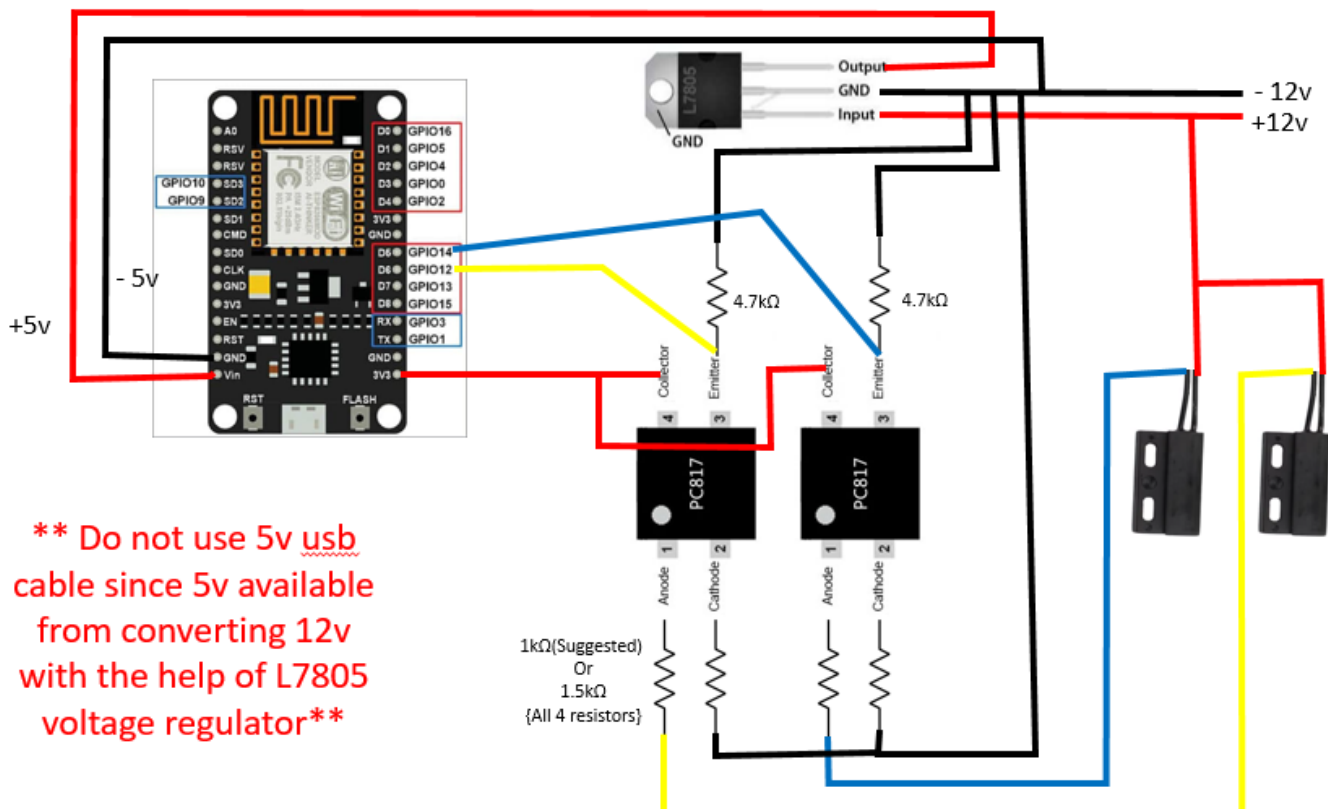 Output
GND
Input
L7805
GND
- 12v
+12v
A0
RSV
RSV
SD3
SD2
SD1
CMD
SD0
CLK
GND
3V3
EN
RST
GND
Vin
GPIO10
GPIO9
D0 GPIO16
D1 GPIO5
D2 GPIO4
D3 GPIO0
D4 GPIO2
3V3
GND
D5 GPIO14
D6 GPIO12
D7 GPIO13
D8 GPIO15
RX GPIO3
TX GPIO1
GND
3V3
RST
FLASH
WiFi
FC
- 5v
+5v
4.7kΩ
4.7kΩ
Collector
Emitter
Collector
Emitter
4
3
4
3
PC817
PC817
1
2
1
2
Anode
Cathode
Anode
Cathode
1kΩ(Suggested)
Or
1.5kΩ
{All 4 resistors}
** Do not use 5v usb
cable since 5v available
from converting 12v
with the help of L7805
voltage regulator**